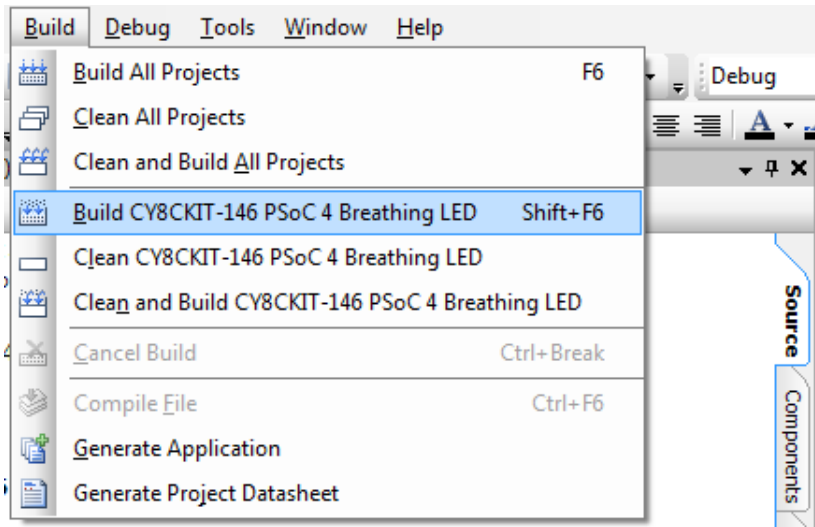 Build Debug Tools Window Help
Build All Projects F6
Debug
Clean All Projects
A
Clean and Build All Projects
Build CY8CKIT-146 PSoC 4 Breathing LED Shift+F6
Clean CY8CKIT-146 PSoC 4 Breathing LED
Clean and Build CY8CKIT-146 PSoC 4 Breathing LED
Cancel Build Ctrl+Break
Compile File Ctrl+F6
Generate Application
Generate Project Datasheet
Source
Components